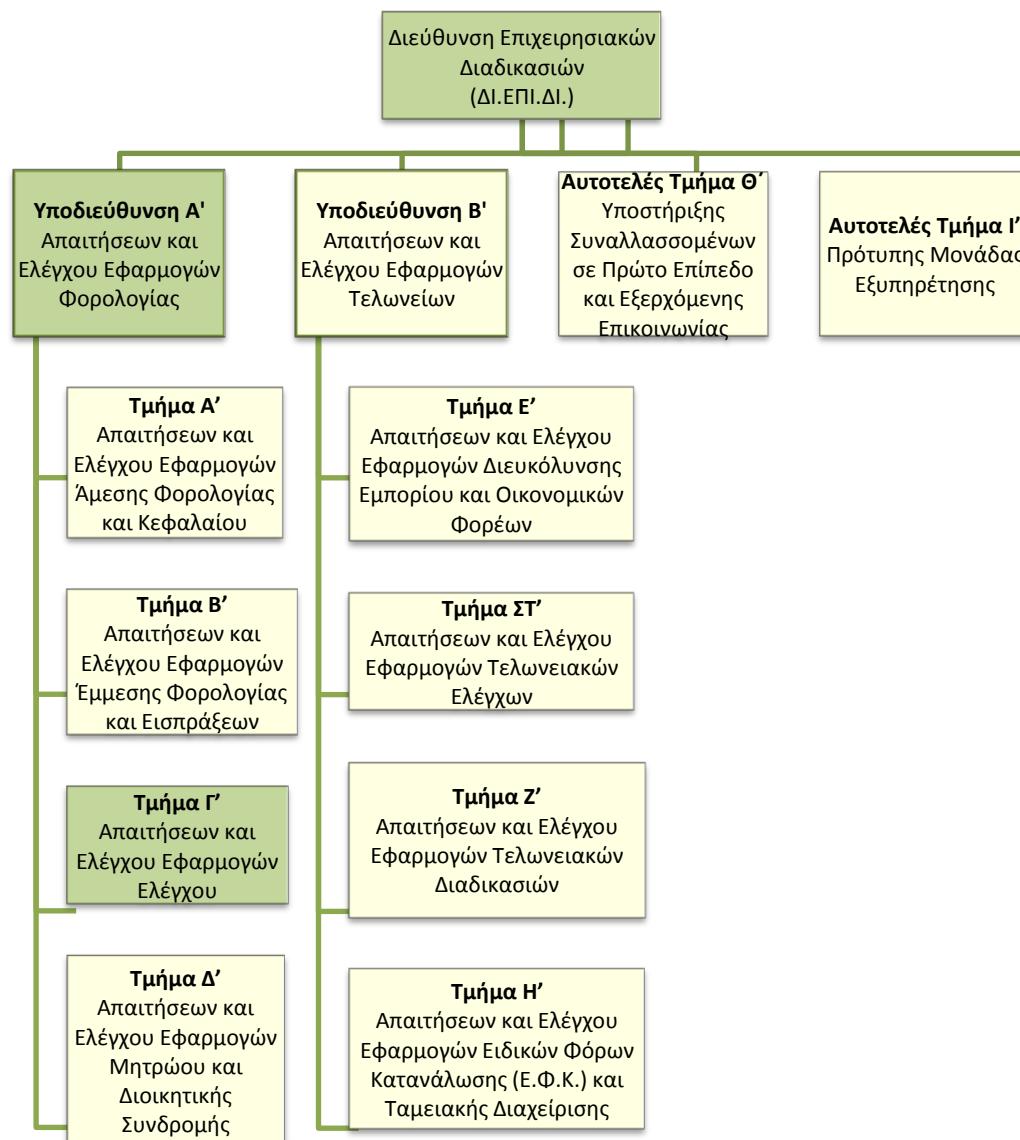 Διεύθυνση Επιχειρησιακών
Διαδικασιών
(ΔΙ.ΕΠΙ.ΔΙ.)
Υποδιεύθυνση Α'
Απαιτήσεων και
Ελέγχου Εφαρμογών
Φορολογίας
Υποδιεύθυνση Β'
Απαιτήσεων και
Ελέγχου Εφαρμογών
Τελωνείων
Αυτοτελές Τμήμα Θ΄
Υποστήριξης
Συναλλασσομένων
σε Πρώτο Επίπεδο
και Εξερχόμενης
Επικοινωνίας
Αυτοτελές Τμήμα Ι’
Πρότυπης Μονάδας
Εξυπηρέτησης
Τμήμα Α’
Απαιτήσεων και
Ελέγχου Εφαρμογών
Άμεσης Φορολογίας
και Κεφαλαίου
Τμήμα Β’
Απαιτήσεων και
Ελέγχου Εφαρμογών
Έμμεσης Φορολογίας
και Εισπράξεων
Τμήμα Γ’
Απαιτήσεων και
Ελέγχου Εφαρμογών
Ελέγχου
Τμήμα Δ’
Απαιτήσεων και
Ελέγχου Εφαρμογών
Μητρώου και
Διοικητικής
Συνδρομής
Τμήμα Ε’
Απαιτήσεων και Ελέγχου
Εφαρμογών Διευκόλυνσης
Εμπορίου και Οικονομικών
Φορέων
Τμήμα ΣΤ’
Απαιτήσεων και Ελέγχου
Εφαρμογών Τελωνειακών
Ελέγχων
Τμήμα Ζ’
Απαιτήσεων και Ελέγχου
Εφαρμογών Τελωνειακών
Διαδικασιών
Τμήμα Η’
Απαιτήσεων και Ελέγχου
Εφαρμογών Ειδικών Φόρων
Κατανάλωσης (Ε.Φ.Κ.) και
Ταμειακής Διαχείρισης